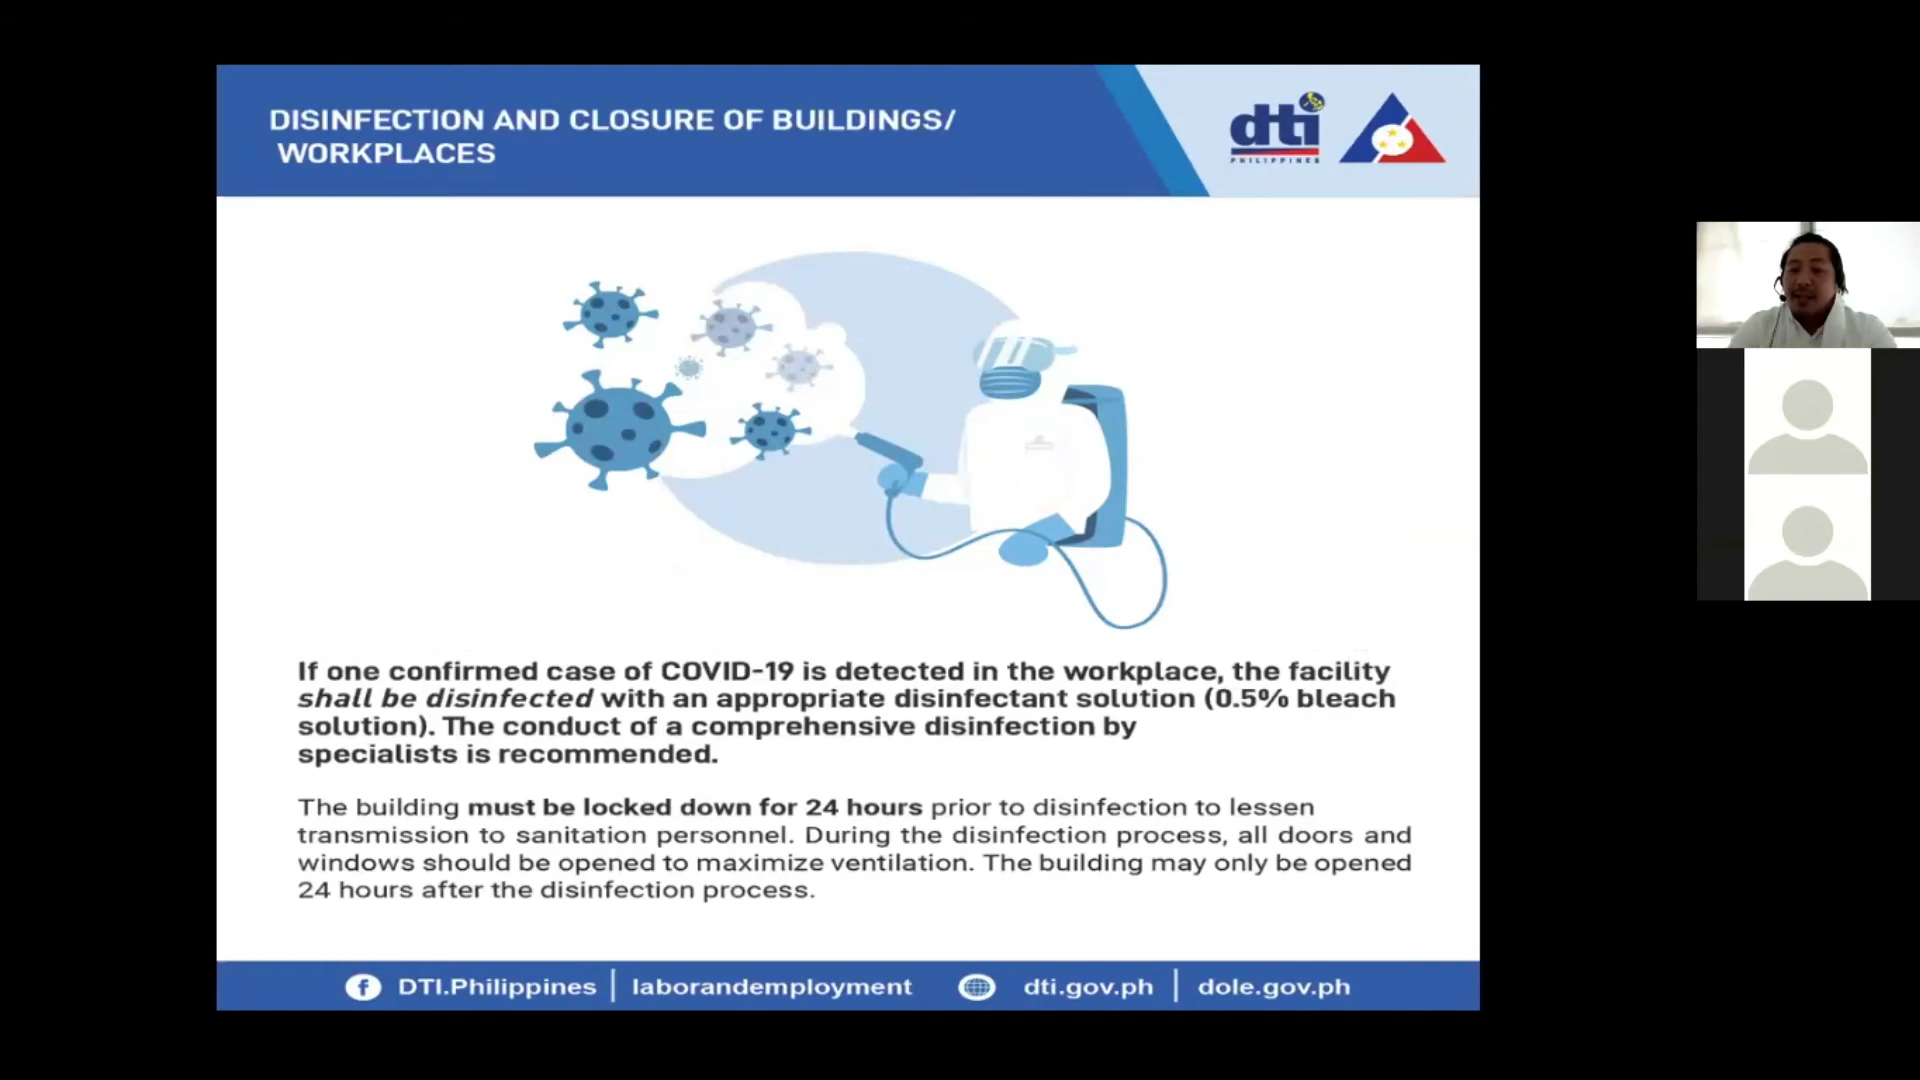 DISINFECTION AND CLOSURE OF BUILDINGS/
WORKPLACES
dti
PHILIPPINES
If one confirmed case of COVID-19 is detected in the workplace, the facility
shall be disinfected with an appropriate disinfectant solution (0.5% bleach
solution). The conduct of a comprehensive disinfection by
specialists is recommended.
The building must be locked down for 24 hours prior to disinfection to lessen
transmission to sanitation personnel. During the disinfection process, all doors and
windows should be opened to maximize ventilation. The building may only be opened
24 hours after the disinfection process.
DTI.Philippines | laborandemployment dti.gov.ph | dole.gov.ph